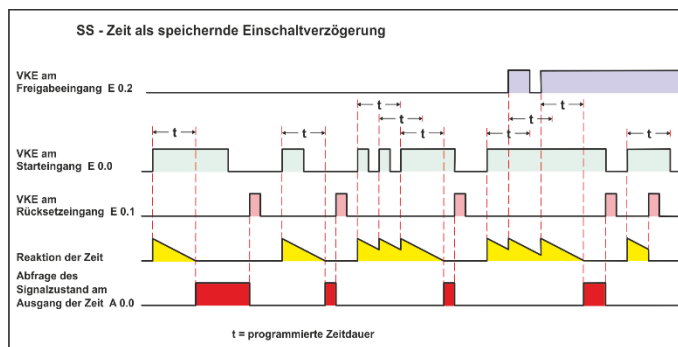 SS - Zeit als speichernde Einschaltverzögerung
VKE am
Freigabeeingang E 0.2
t
t
t
t
t
t
t
t
t
VKE am
Starteingang E 0.0
VKE am
Rücksetzeingang E 0.1
Reaktion der Zeit
Abfrage des
Signalzustand am
Ausgang der Zeit A 0.0
t = programmierte Zeitdauer